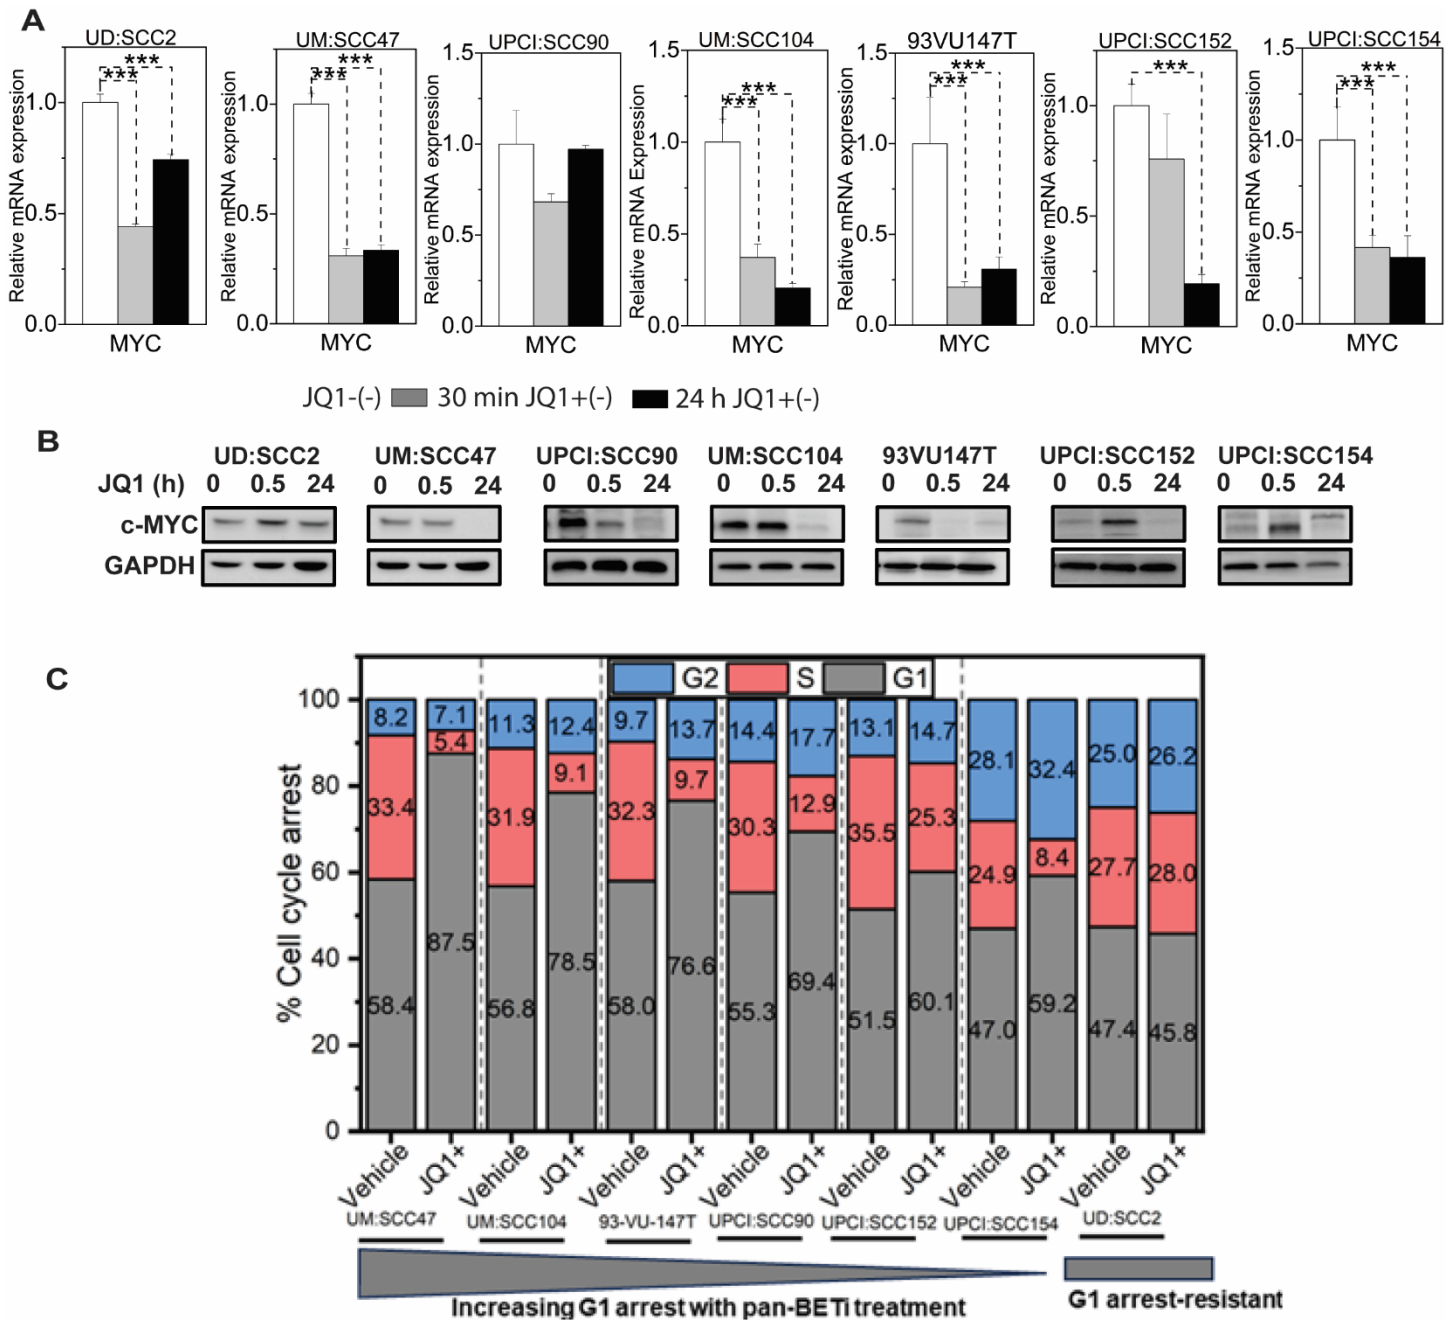 A
UD:SCC2 UM:SCC47 UPCI:SCC90 UM:SCC104 93VU147T UPCI:SCC152 UPCI:SCC154
Relative mRNA expression 1.0 0.5 0.0 *** *** MYC
Relative mRNA expression 1.0 0.5 0.0 *** *** MYC
Relative mRNA expression 1.5 1.0 0.5 0.0 MYC
Relative mRNA Expression 1.5 1.0 0.5 0.0 *** *** MYC
Relative mRNA expression 1.5 1.0 0.5 0.0 *** *** MYC
Relative mRNA expression 1.0 0.5 0.0 *** MYC
Relative mRNA expression 1.5 1.0 0.5 0.0 *** *** MYC
JQ1-(-) 30 min JQ1+(-) 24 h JQ1+(-)
B
UD:SCC2 UM:SCC47 UPCI:SCC90 UM:SCC104 93VU147T UPCI:SCC152 UPCI:SCC154
JQ1 (h) 0 0.5 24 0 0.5 24 0 0.5 24 0 0.5 24 0 0.5 24 0 0.5 24 0 0.5 24
c-MYC
GAPDH
C
G2 S G1
% Cell cycle arrest
100
80
60
40
20
0
8.2 7.1 11.3 12.4 9.7 13.7 14.4 17.7 13.1 14.7 28.1 32.4 25.0 26.2
33.4 5.4 31.9 9.1 32.3 9.7 30.3 12.9 35.5 25.3 24.9 8.4 27.7 28.0
58.4 87.5 56.8 78.5 58.0 76.6 55.3 69.4 51.5 60.1 47.0 59.2 47.4 45.8
Vehicle JQ1+ Vehicle JQ1+ Vehicle JQ1+ Vehicle JQ1+ Vehicle JQ1+ Vehicle JQ1+ Vehicle JQ1+
UM:SCC47 UM:SCC104 93-VU-147T UPCI:SCC90 UPCI:SCC152 UPCI:SCC154 UD:SCC2
Increasing G1 arrest with pan-BETi treatment
G1 arrest-resistant